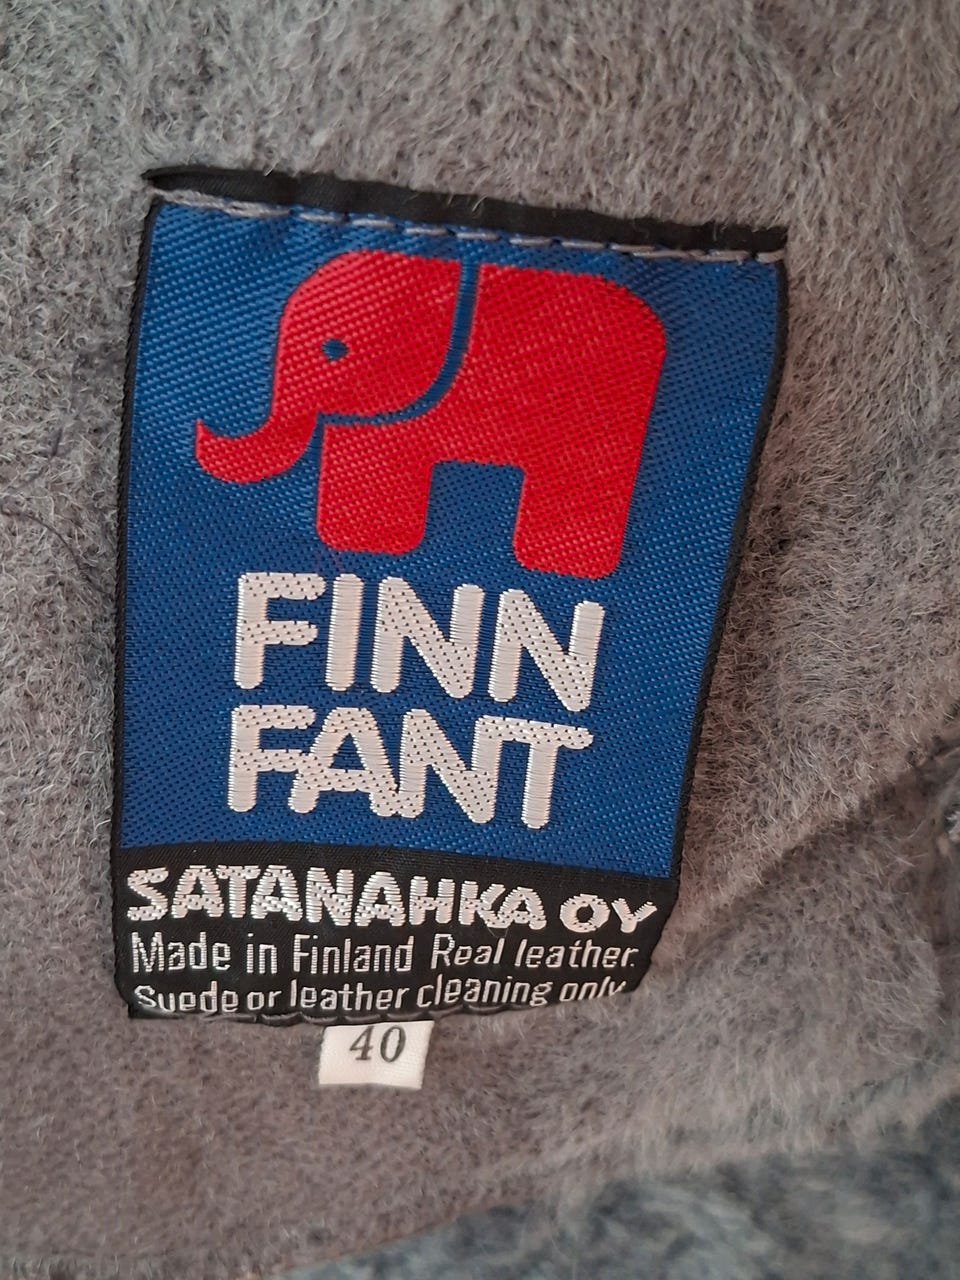 FINN
FANT
SATANAHKA OY
Made in Finland Real leather.
Suede or leather cleaning only
40